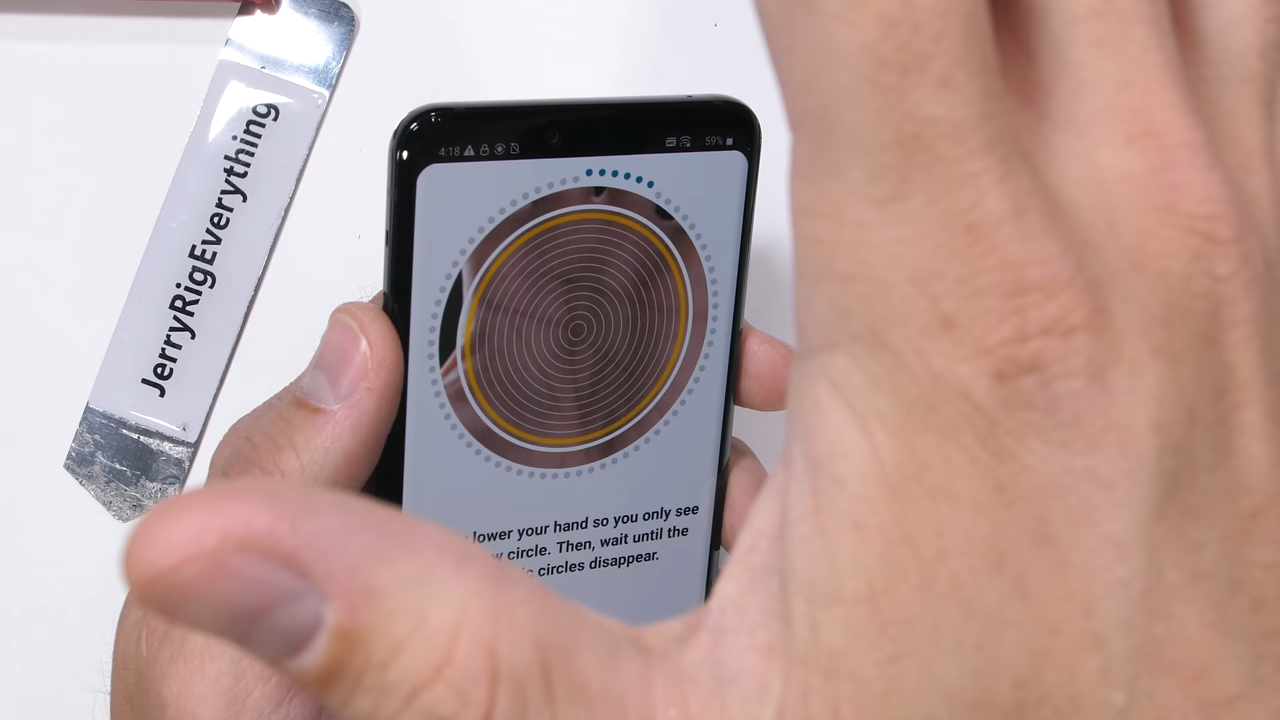 JerryRigEverything
4:18
59%
lower your hand so you only see
circle. Then, wait until the
circles disappear.